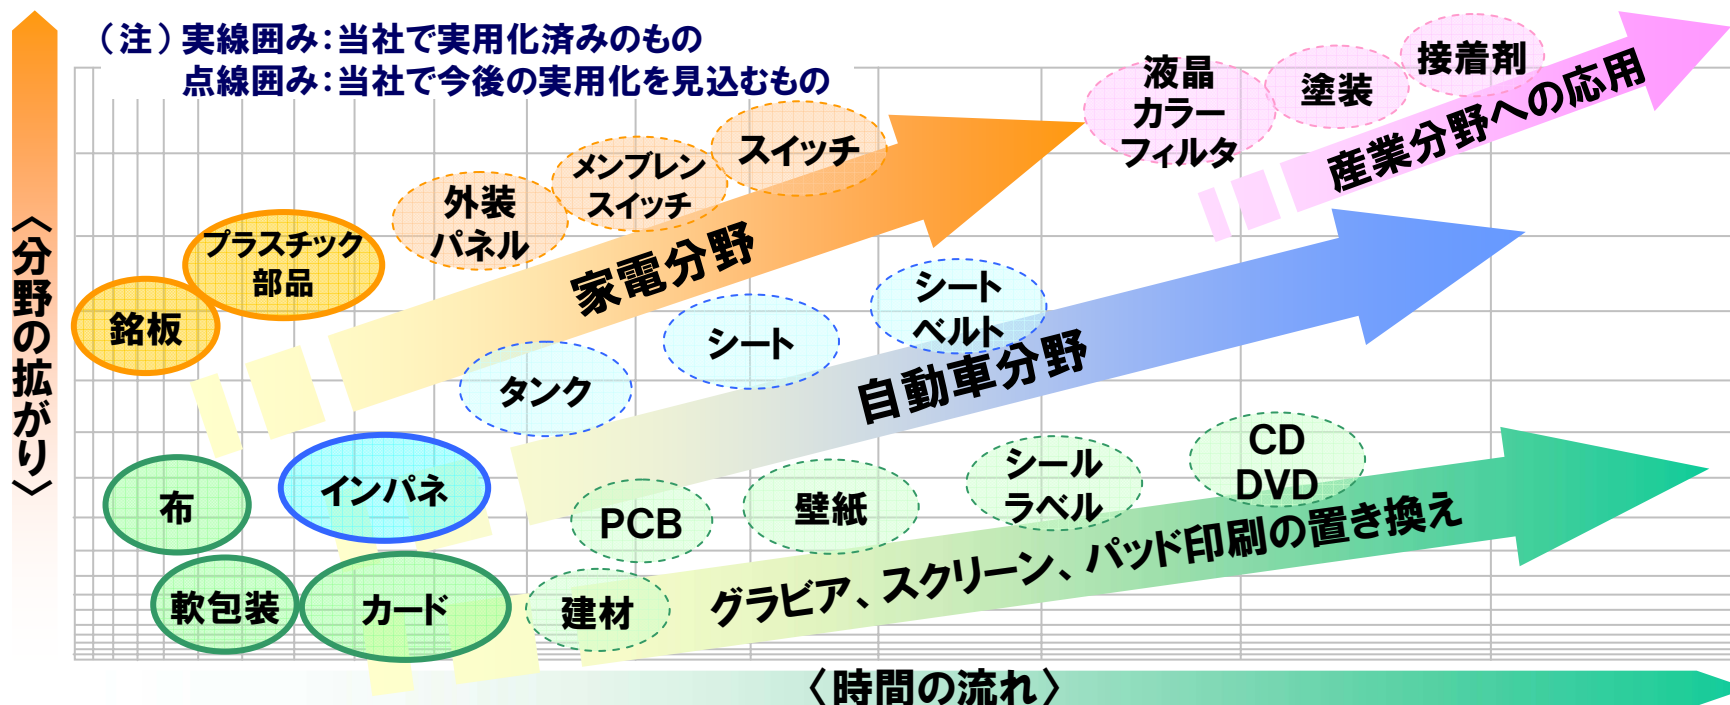 （注）実線囲み：当社で実用化済みのもの
点線囲み：当社で今後の実用化を見込むもの
〈分野の拡がり〉
銘板
プラスチック
部品
外装
パネル
メンブレン
スイッチ
スイッチ
家電分野
液晶
カラー
フィルタ
塗装
接着剤
産業分野への応用
インパネ
タンク
シート
シート
ベルト
自動車分野
布
軟包装
カード
建材
PCB
壁紙
シール
ラベル
CD
DVD
グラビア、スクリーン、パッド印刷の置き換え
〈時間の流れ〉